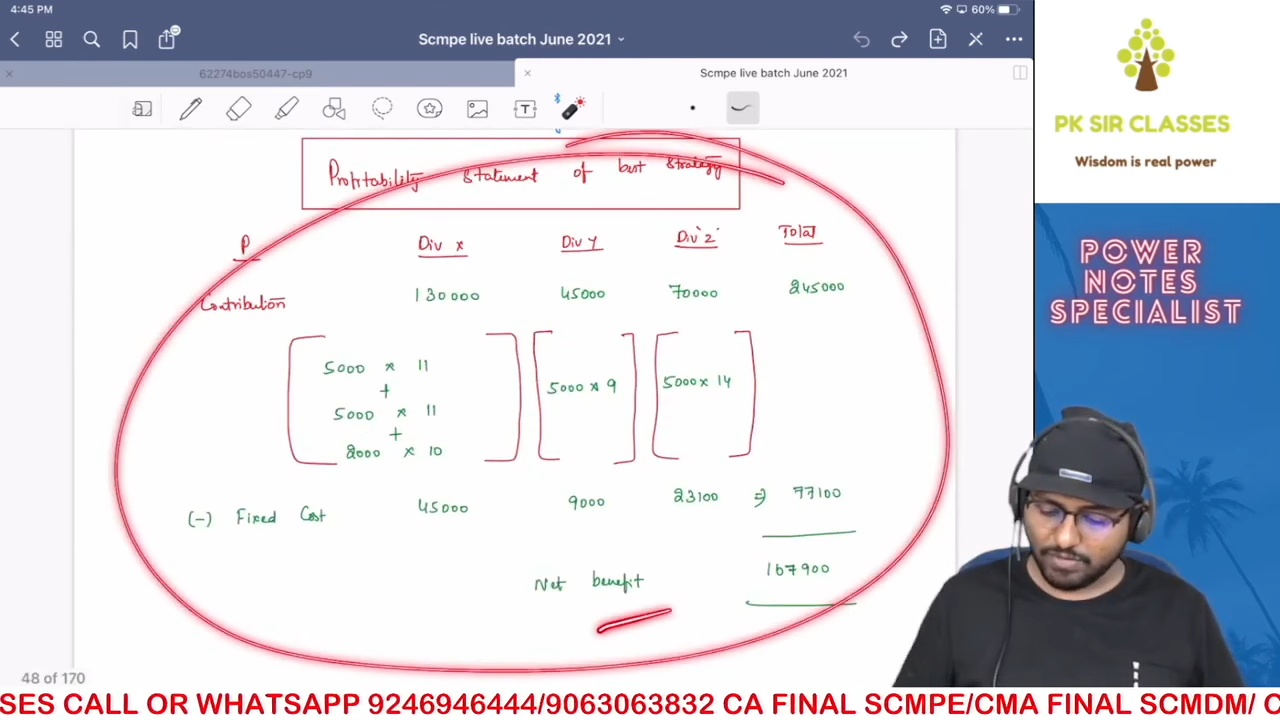 4:45 PM
60%
Scmpe live batch June 2021
62274bos50447-cp9
Scmpe live batch June 2021
T
Profitability Statement of best Strategy
P Div x Div y Div 'z' Total
Contribution 130000 45000 70000 245000
5000 x 11
+
5000 x 11
+
2000 x 10
5000 x 9
5000 x 14
(-) Fixed Cost 45000 9000 23100 => 77100
Net benefit 167900
48 of 170
PK SIR CLASSES
Wisdom is real power
POWER
NOTES
SPECIALIST
SES CALL OR WHATSAPP 9246946444/9063063832 CA FINAL SCMPE/CMA FINAL SCMDM/ C